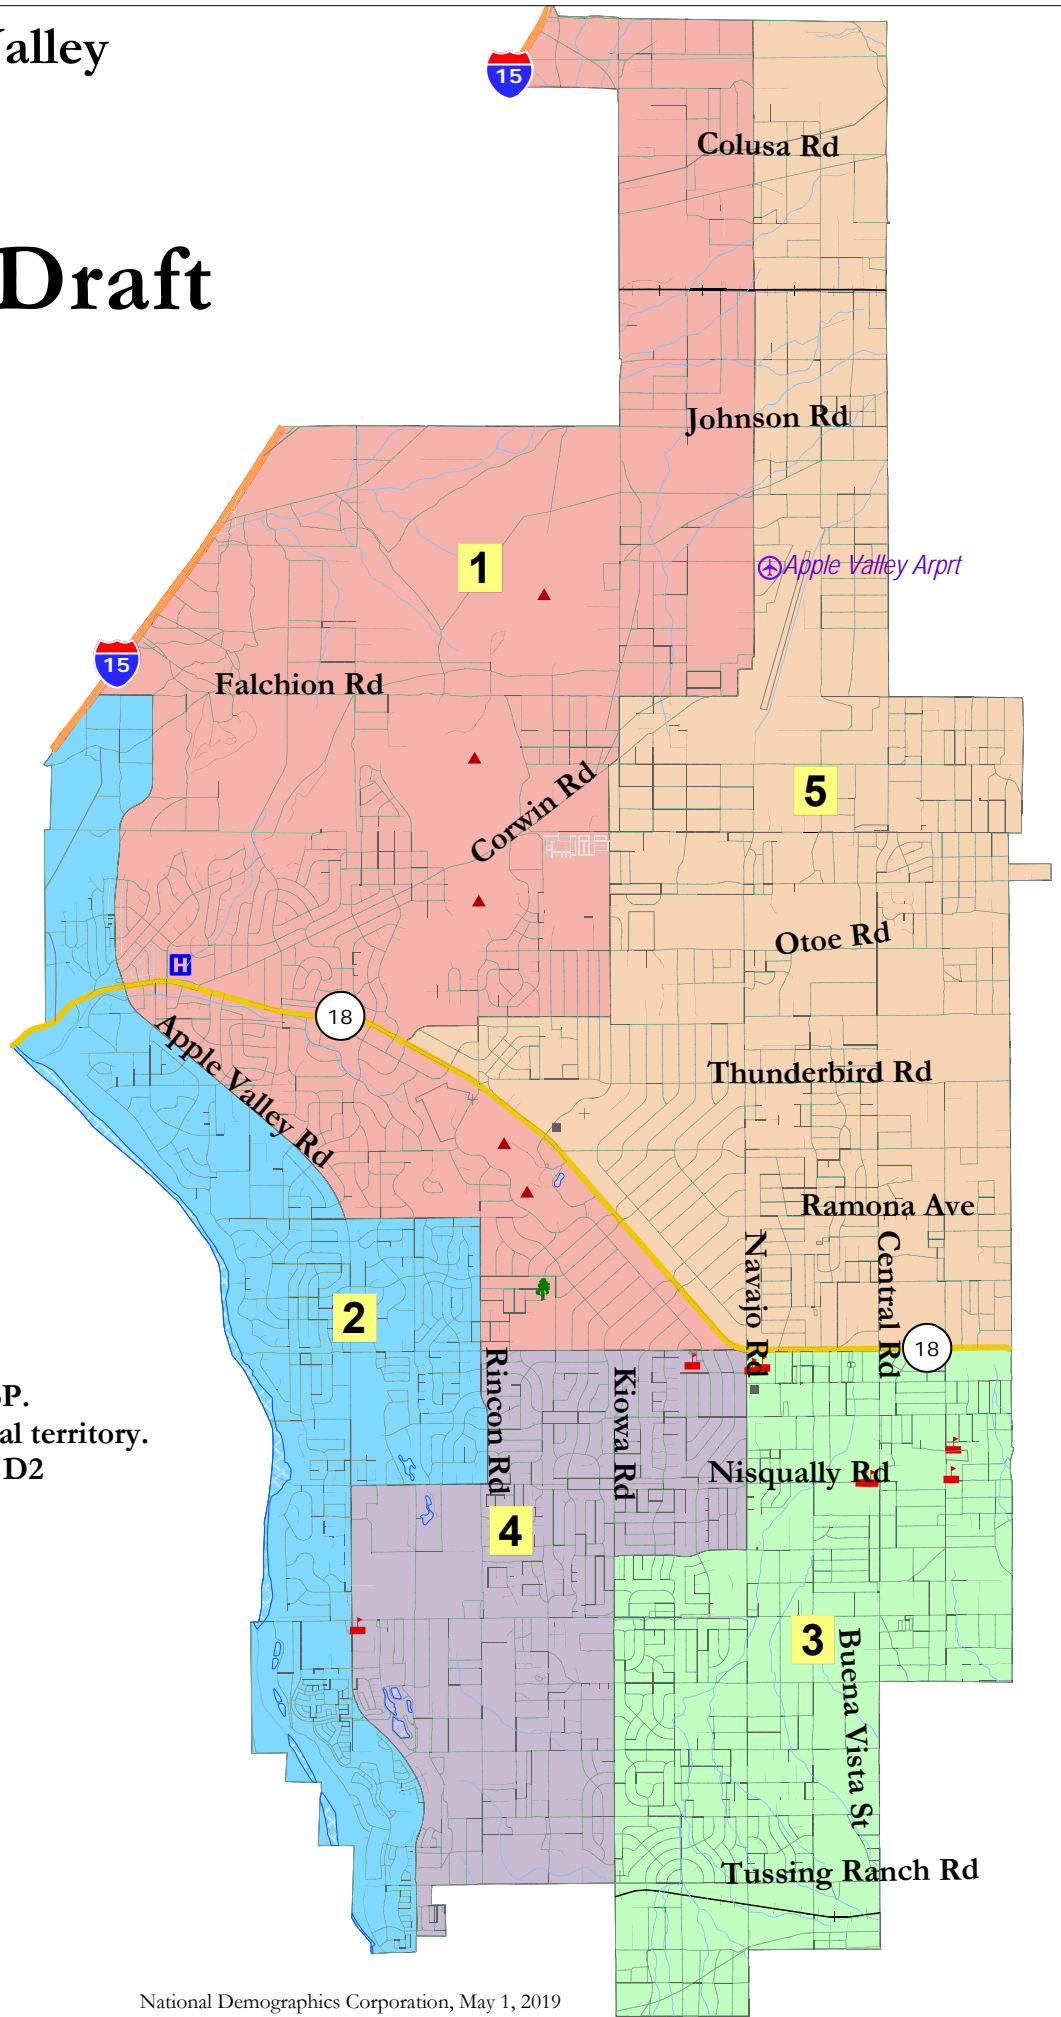 alley
15
Colusa Rd
Draft
Johnson Rd
1
Apple Valley Arprt
15
Falchion Rd
5
Corwin Rd
Otoe Rd
H
18
Apple Valley Rd
Thunderbird Rd
Ramona Ave
Navajo Rd
Central Rd
2
18
Rincon Rd
Kiowa Rd
P.
al territory.
D2
Nisqually Rd
4
3
Buena Vista St
Tussing Ranch Rd
National Demographics Corporation, May 1, 2019